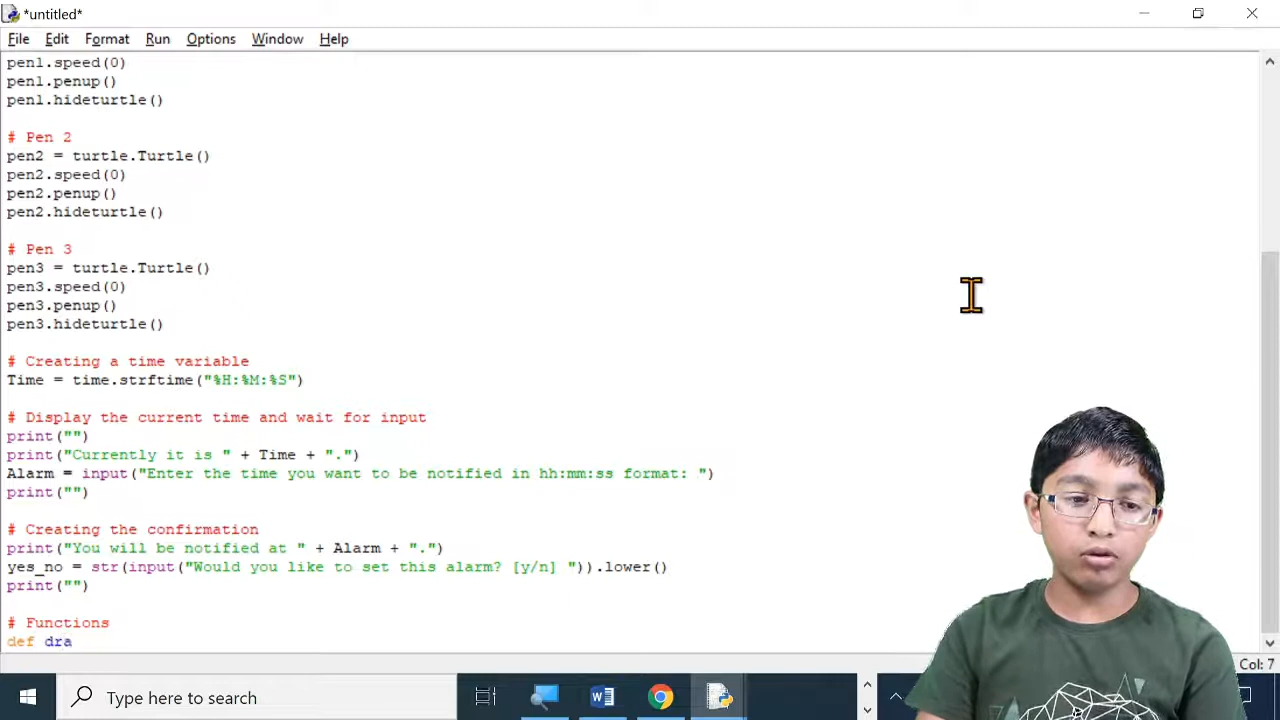 *untitled*
File Edit Format Run Options Window Help
pen1.speed(0)
pen1.penup()
pen1.hideturtle()
# Pen 2
pen2 = turtle.Turtle()
pen2.speed(0)
pen2.penup()
pen2.hideturtle()
# Pen 3
pen3 = turtle.Turtle()
pen3.speed(0)
pen3.penup()
pen3.hideturtle()
# Creating a time variable
Time = time.strftime("%H:%M:%S")
# Display the current time and wait for input
print("")
print("Currently it is " + Time + ".")
Alarm = input("Enter the time you want to be notified in hh:mm:ss format: ")
print("")
# Creating the confirmation
print("You will be notified at " + Alarm + ".")
yes_no = str(input("Would you like to set this alarm? [y/n] ")).lower()
print("")
# Functions
def dra
Col: 7
Type here to search